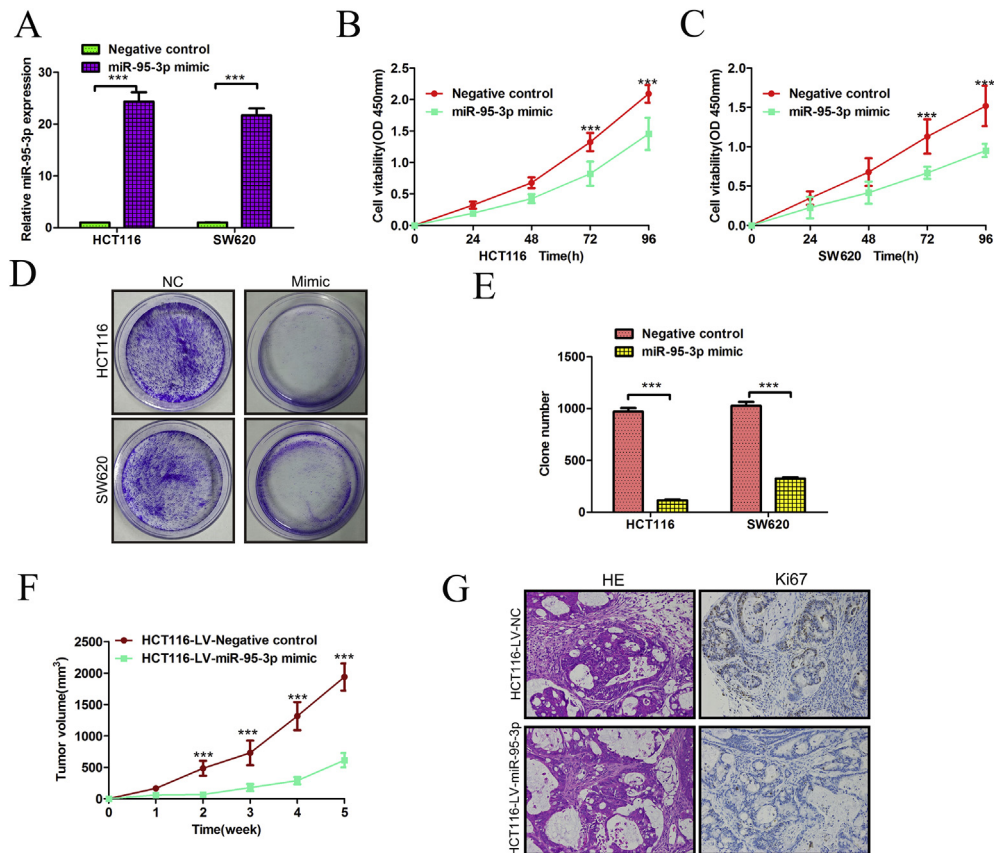 A
Negative control
miR-95-3p mimic
Relative miR-95-3p expression
30
20
10
0
***
***
HCT116
SW620
B
Cell vitability(OD 450mm)
2.5
2.0
1.5
1.0
0.5
0.0
Negative control
miR-95-3p mimic
***
***
0
24
48
72
96
HCT116 Time(h)
C
Cell vitability(OD 450mm)
2.0
1.5
1.0
0.5
0.0
Negative control
miR-95-3p mimic
***
***
0
24
48
72
96
SW620 Time(h)
D
NC
Mimic
HCT116
SW620
E
Negative control
miR-95-3p mimic
Clone number
1500
1000
500
0
***
***
HCT116
SW620
F
HCT116-LV-Negative control
HCT116-LV-miR-95-3p mimic
Tumor volume(mm³)
2500
2000
1500
1000
500
0
***
***
***
***
0
1
2
3
4
5
Time(week)
G
HE
Ki67
HCT116-LV-NC
HCT116-LV-miR-95-3p